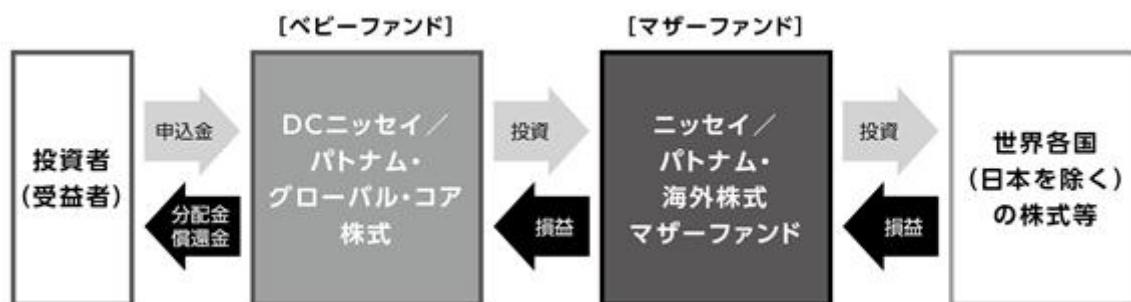 [ベビーファンド]
[マザーファンド]
投資者
(受益者)
申込金
分配金
償還金
DCニッセイ／
パトナム・
グローバル・コア
株式
投資
損益
ニッセイ／
パトナム・
海外株式
マザーファンド
投資
損益
世界各国
(日本を除く)
の株式等